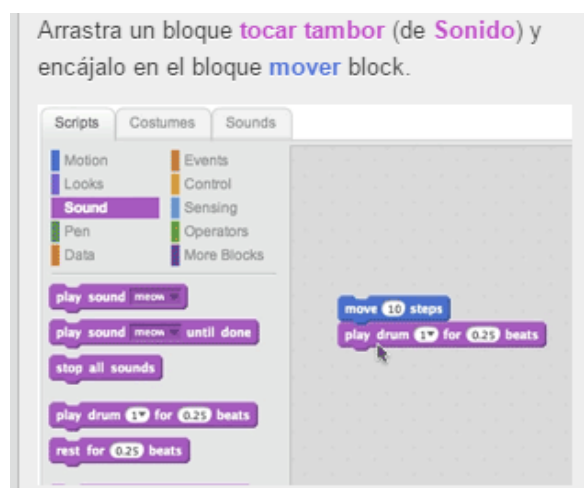 Arrastra un bloque tocar tambor (de Sonido) y
encájalo en el bloque mover block.
Scripts Costumes Sounds
Motion Events
Looks Control
Sound Sensing
Pen Operators
Data More Blocks
play sound meow
play sound meow until done
stop all sounds
play drum 1 for 0.25 beats
rest for 0.25 beats
move 10 steps
play drum 1 for 0.25 beats